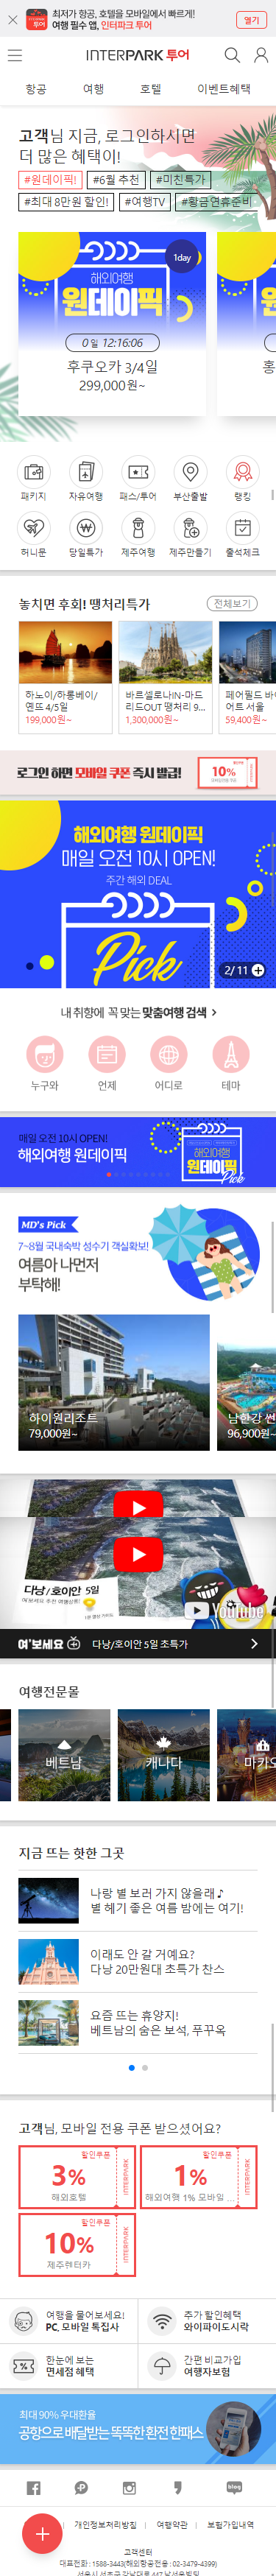 최저가 항공, 호텔을 모바일에서 빠르게!
여행 필수 앱, 인터파크 투어
열기
INTERPARK 투어
항공 여행 호텔 이벤트혜택
고객님 지금, 로그인하시면
더 많은 혜택이!
#원데이픽! #6월 추천 #미친특가
#최대 8만원 할인! #여행TV #황금연휴준비
1day
해외여행
원데이픽
0 일 12:16:06
후쿠오카 3/4일
299,000원~
홍
패키지 자유여행 패스/투어 부산출발 랭킹
허니문 당일특가 제주여행 제주만들기 출석체크
놓치면 후회! 땡처리특가
전체보기
하노이/하롱베이/
옌뜨 4/5일
199,000원~
바르셀로나IN-마드
리드OUT 땡처리 9...
1,300,000원~
페어필드 바
어트 서울
59,400원~
로그인 하면 모바일 쿠폰 즉시 발급!
10%
해외여행 원데이픽
매일 오전 10시 OPEN!
주간 해외 DEAL
Pick
2/ 11
내 취향에 꼭 맞는 맞춤여행 검색
누구와 언제 어디로 테마
매일 오전 10시 OPEN!
해외여행 원데이픽
해외여행
원데이픽
Pick
MD's Pick
7~8월 국내숙박 성수기 객실확보!
여름아 나먼저
부탁해!
하이원리조트
79,000원~
남한강 썬
96,900원~
다낭/호이안 5일
YouTube
여'보세요
다낭/호이안 5일 초특가
여행전문몰
베트남
캐나다
마카오
지금 뜨는 핫한 그곳
나랑 별 보러 가지 않을래♪
별 헤기 좋은 여름 밤에는 여기!
이래도 안 갈 거예요?
다낭 20만원대 초특가 찬스
요즘 뜨는 휴양지!
베트남의 숨은 보석, 푸꾸옥
고객님, 모바일 전용 쿠폰 받으셨어요?
할인쿠폰
3%
해외호텔
INTERPARK
할인쿠폰
1%
해외여행 1% 모바일 ...
INTERPARK
할인쿠폰
10%
제주렌터카
INTERPARK
여행을 물어보세요!
PC, 모바일 톡집사
추가 할인혜택
와이파이도시락
한눈에 보는
면세점 혜택
간편 비교가입
여행자보험
최대 90% 우대환율
공항으로 배달받는 똑똑한 환전 한패스
blog
개인정보처리방침 여행약관 보험가입내역
고객센터
대표전화 : 1588-3443(해외항공전용 : 02-3479-4399)